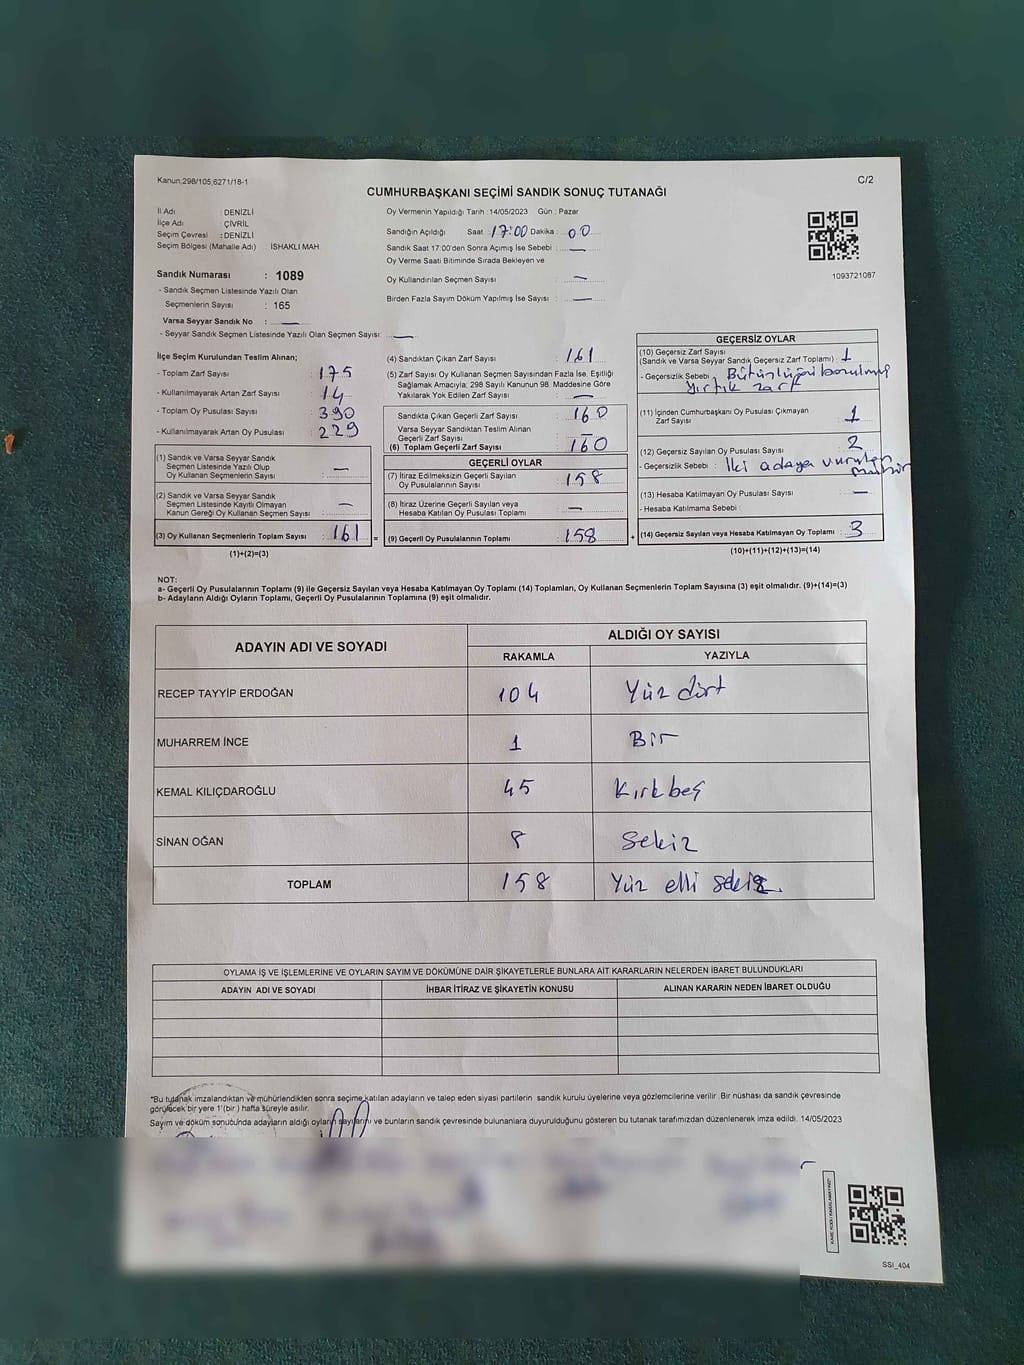 Kanun;298/105,6271/18-1
C/2
CUMHURBAŞKANI SEÇİMİ SANDIK SONUÇ TUTANAĞI
İl Adı DENİZLİ
İlçe Adı : ÇİVRİL
Seçim Çevresi : DENİZLİ
Seçim Bölgesi (Mahalle Adı) : İSHAKLI MAH
Sandık Numarası : 1089
- Sandık Seçmen Listesinde Yazılı Olan
Seçmenlerin Sayısı : 165
Varsa Seyyar Sandık No : —
- Seyyar Sandık Seçmen Listesinde Yazılı Olan Seçmen Sayısı: —
Oy Vermenin Yapıldığı Tarih : 14/05/2023 Gün : Pazar
Sandığın Açıldığı Saat : 17:00 Dakika : 00
Sandık Saat 17:00'den Sonra Açımış İse Sebebi : —
Oy Verme Saati Bitiminde Sırada Bekleyen ve
Oy Kullandırılan Seçmen Sayısı : —
Birden Fazla Sayım Döküm Yapılmış İse Sayısı : —
1093721087
İlçe Seçim Kurulundan Teslim Alınan;
- Toplam Zarf Sayısı : 175
- Kullanılmayarak Artan Zarf Sayısı : 14
- Toplam Oy Pusulası Sayısı : 390
- Kullanılmayarak Artan Oy Pusulası : 229
(1) Sandık ve Varsa Seyyar Sandık
Seçmen Listesinde Yazılı Olup
Oy Kullanan Seçmenlerin Sayısı : —
(2) Sandık ve Varsa Seyyar Sandık
Seçmen Listesinde Kayıtlı Olmayan
Kanun Gereği Oy Kullanan Seçmen Sayısı : —
(3) Oy Kullanan Seçmenlerin Toplam Sayısı : 161 =
(1)+(2)=(3)
(4) Sandıktan Çıkan Zarf Sayısı : 161
(5) Zarf Sayısı Oy Kullanan Seçmen Sayısından Fazla İse, Eşitliği
Sağlamak Amacıyla; 298 Sayılı Kanunun 98. Maddesine Göre
Yakılarak Yok Edilen Zarf Sayısı : —
Sandıkta Çıkan Geçerli Zarf Sayısı : 160
Varsa Seyyar Sandıktan Teslim Alınan
Geçerli Zarf Sayısı : —
(6) Toplam Geçerli Zarf Sayısı : 160
GEÇERLİ OYLAR
(7) İtiraz Edilmeksizin Geçerli Sayılan
Oy Pusulalarının Sayısı : 158
(8) İtiraz Üzerine Geçerli Sayılan veya
Hesaba Katılan Oy Pusulası Toplamı : —
(9) Geçerli Oy Pusulalarının Toplamı : 158 +
GEÇERSİZ OYLAR
(10) Geçersiz Zarf Sayısı
(Sandık ve Varsa Seyyar Sandık Geçersiz Zarf Toplamı) : 1
- Geçersizlik Sebebi : Bütünlüğü bozulmuş
Yırtık zarf
(11) İçinden Cumhurbaşkanı Oy Pusulası Çıkmayan
Zarf Sayısı : 1
(12) Geçersiz Sayılan Oy Pusulası Sayısı : 2
- Geçersizlik Sebebi : İki adaya vurulan
mühür
(13) Hesaba Katılmayan Oy Pusulası Sayısı : —
- Hesaba Katılmama Sebebi :
(14) Geçersiz Sayılan veya Hesaba Katılmayan Oy Toplamı : 3
(10)+(11)+(12)+(13)=(14)
NOT:
a- Geçerli Oy Pusulalarının Toplamı (9) ile Geçersiz Sayılan veya Hesaba Katılmayan Oy Toplamı (14) Toplamları, Oy Kullanan Seçmenlerin Toplam Sayısına (3) eşit olmalıdır. (9)+(14)=(3)
b- Adayların Aldığı Oyların Toplamı, Geçerli Oy Pusulalarının Toplamına (9) eşit olmalıdır.
ADAYIN ADI VE SOYADI ALDIĞI OY SAYISI
RAKAMLA YAZIYLA
RECEP TAYYİP ERDOĞAN 104 Yüz dört
MUHARREM İNCE 1 Bir
KEMAL KILIÇDAROĞLU 45 Kırkbeş
SİNAN OĞAN 8 Sekiz
TOPLAM 158 Yüz elli sekiz.
OYLAMA İŞ VE İŞLEMLERİNE VE OYLARIN SAYIM VE DÖKÜMÜNE DAİR ŞİKAYETLERLE BUNLARA AİT KARARLARIN NELERDEN İBARET BULUNDUKLARI
ADAYIN ADI VE SOYADI İHBAR İTİRAZ VE ŞİKAYETİN KONUSU ALINAN KARARIN NEDEN İBARET OLDUĞU
*Bu tutanak imzalandıktan ve mühürlendikten sonra seçime katılan adayların ve talep eden siyasi partilerin sandık kurulu üyelerine veya gözlemcilerine verilir .Bir nüshası da sandık çevresinde
görülecek bir yere 1'(bir ) hafta süreyle asılır.
Sayım ve döküm sonucunda adayların aldığı oyların sayılarını ve bunların sandık çevresinde bulunanlara duyurulduğunu gösteren bu tutanak tarafımızdan düzenlenerek imza edildi. 14/05/2023
SSI_404